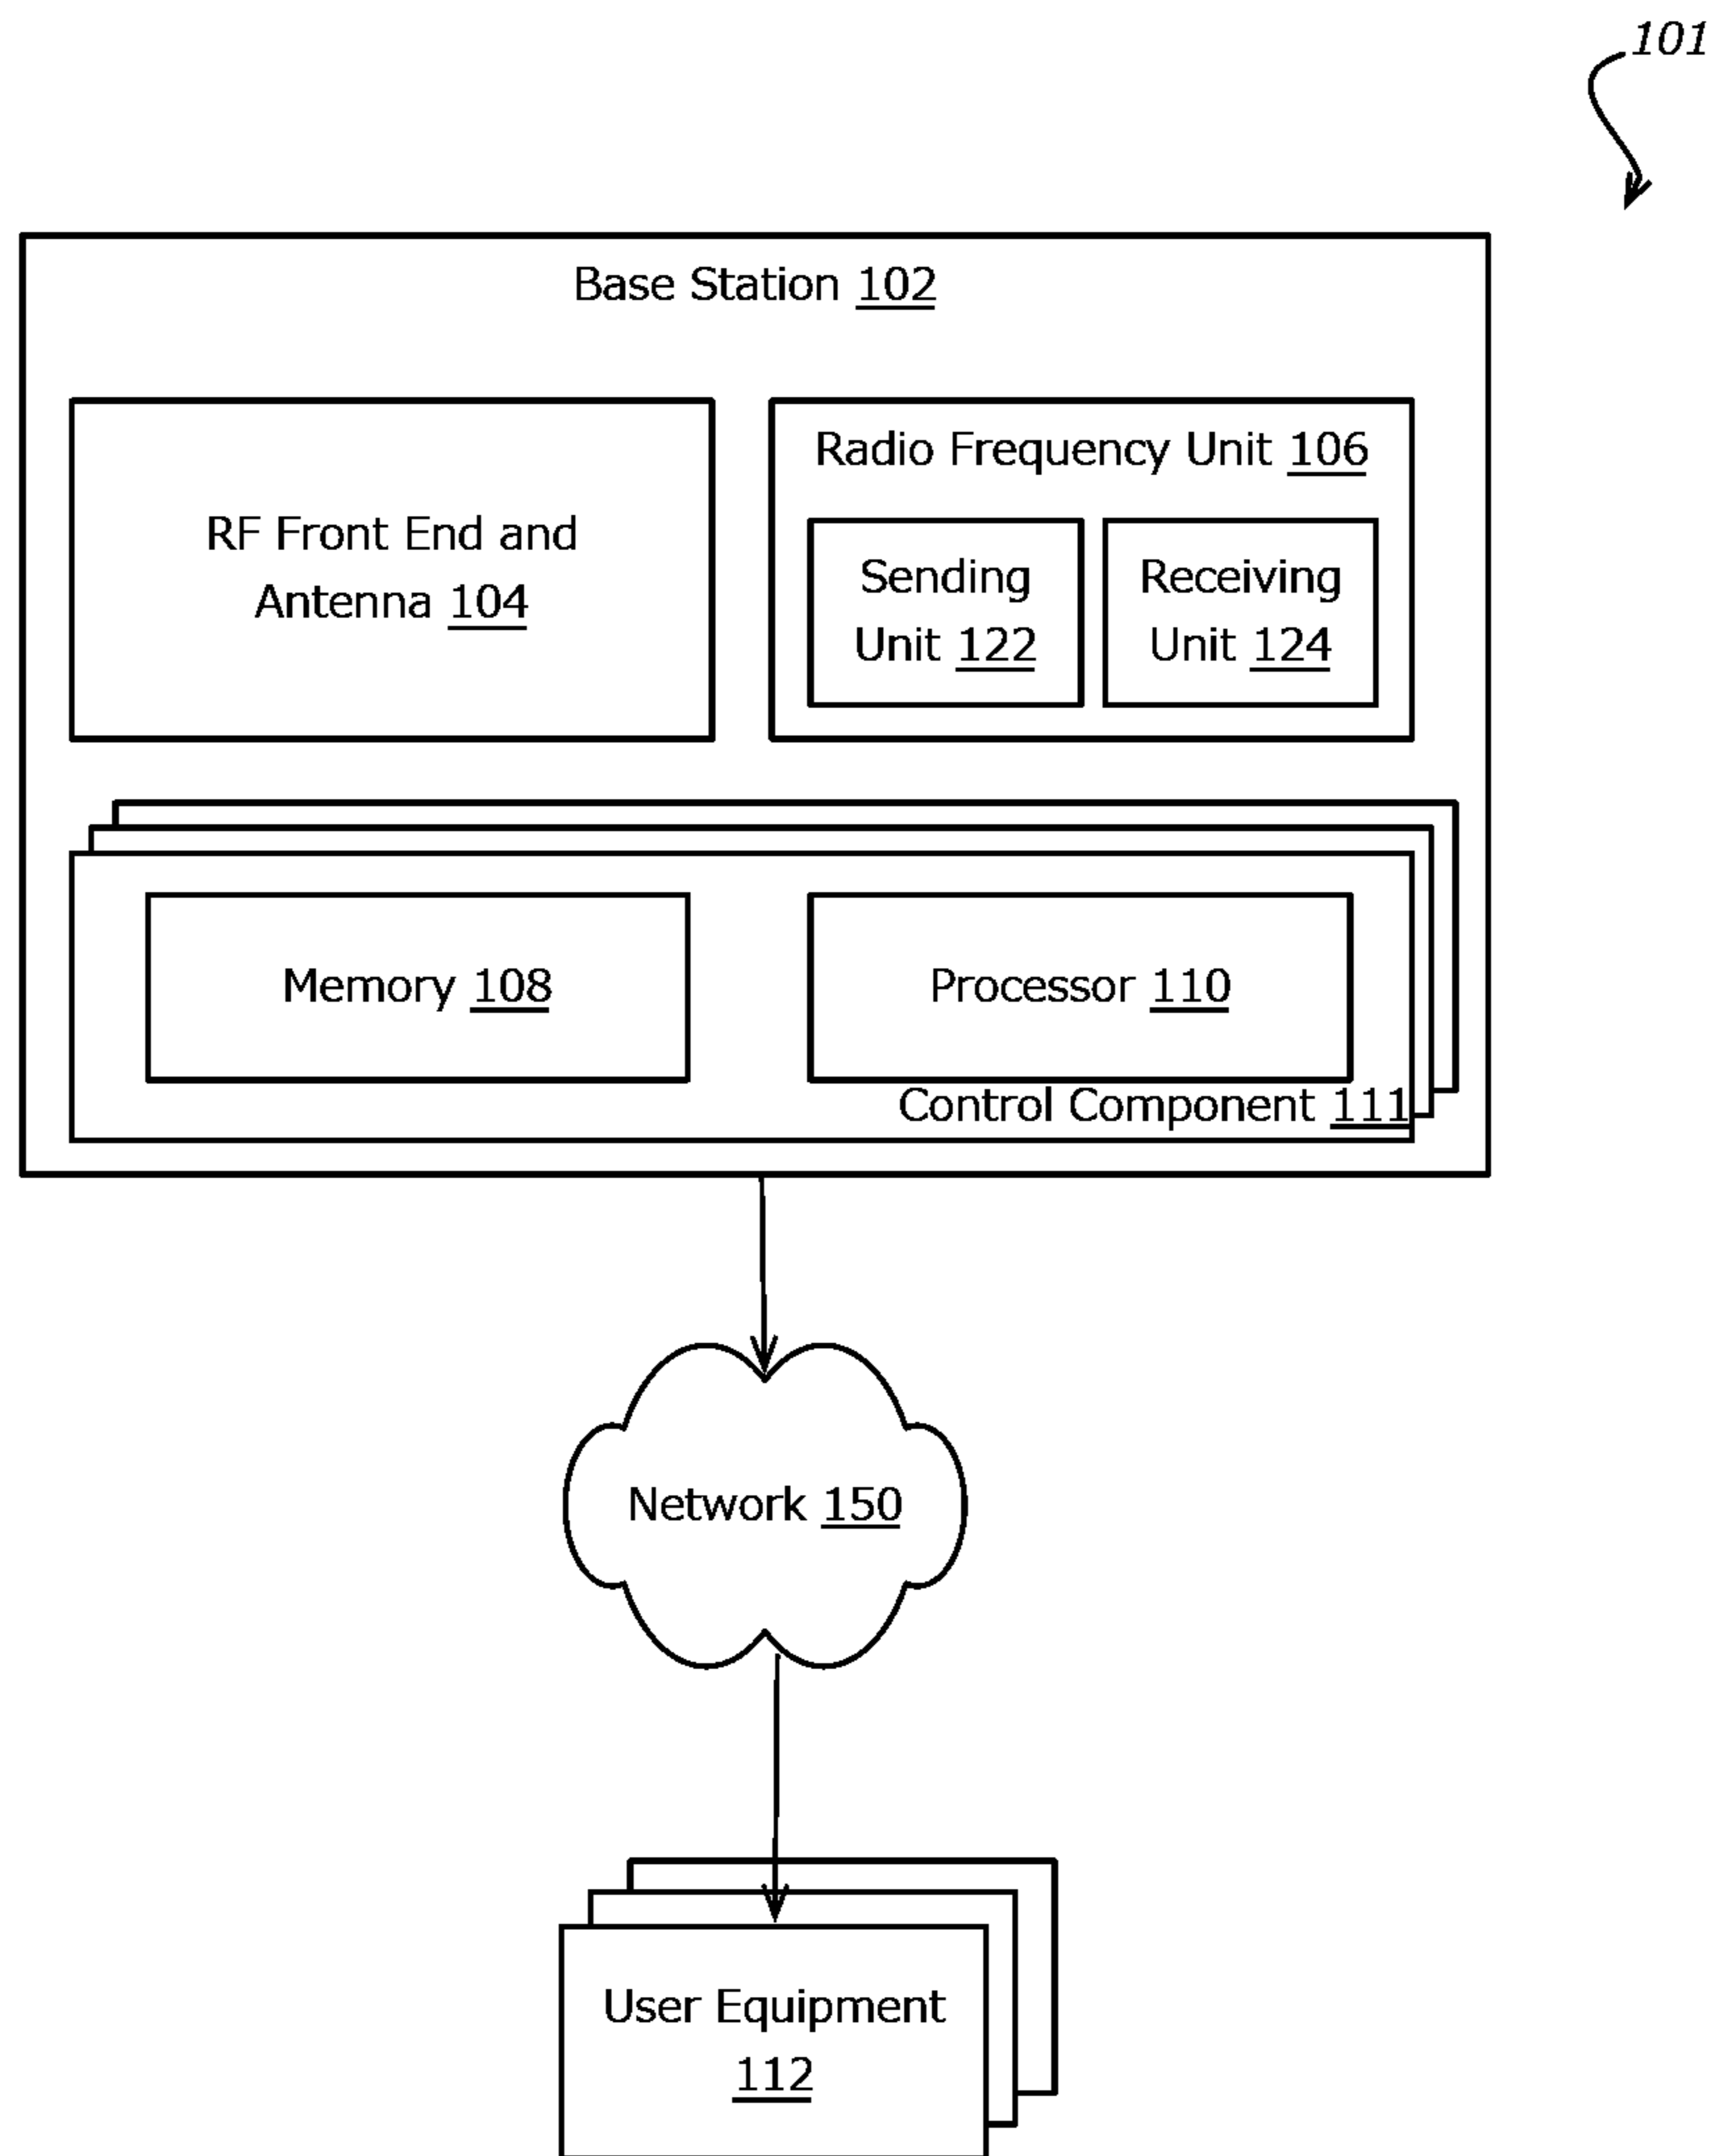 101
Base Station 102
RF Front End and
Antenna 104
Radio Frequency Unit 106
Sending
Unit 122
Receiving
Unit 124
Memory 108
Processor 110
Control Component 111
Network 150
User Equipment
112